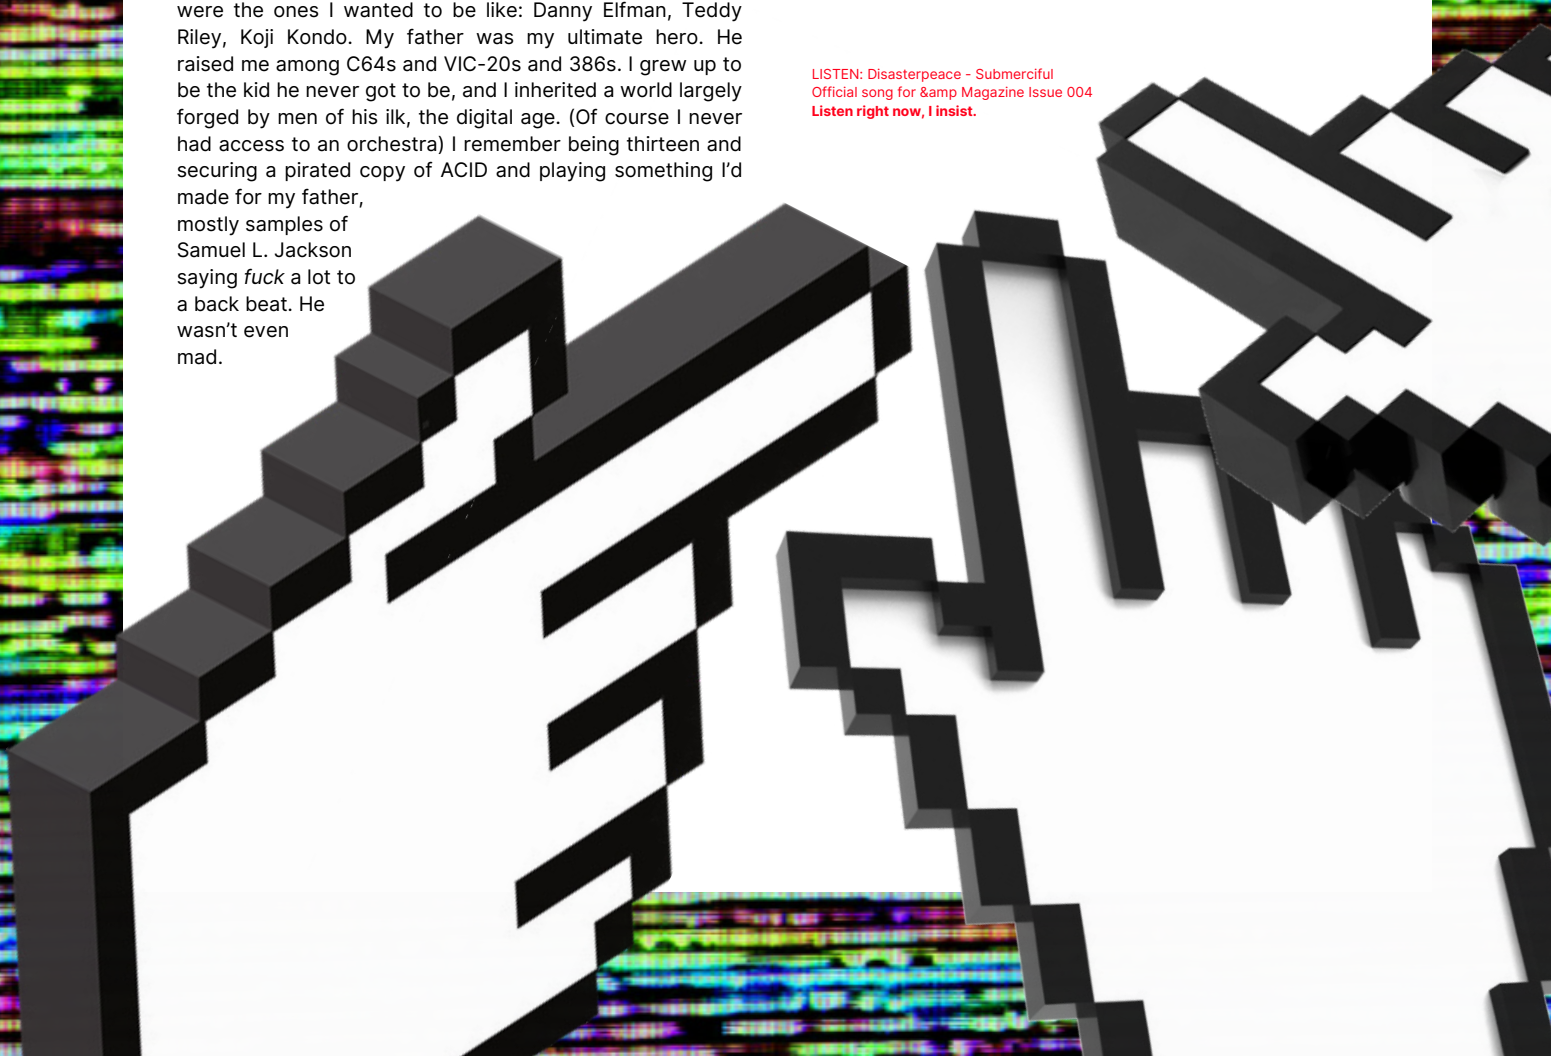 were the ones I wanted to be like: Danny Elfman, Teddy
Riley, Koji Kondo. My father was my ultimate hero. He
raised me among C64s and VIC-20s and 386s. I grew up to
be the kid he never got to be, and I inherited a world largely
forged by men of his ilk, the digital age. (Of course I never
had access to an orchestra) I remember being thirteen and
securing a pirated copy of ACID and playing something I’d
made for my father,
mostly samples of
Samuel L. Jackson
saying fuck a lot to
a back beat. He
wasn’t even
mad.
LISTEN: Disasterpeace - Submerciful
Official song for &amp Magazine Issue 004
Listen right now, I insist.